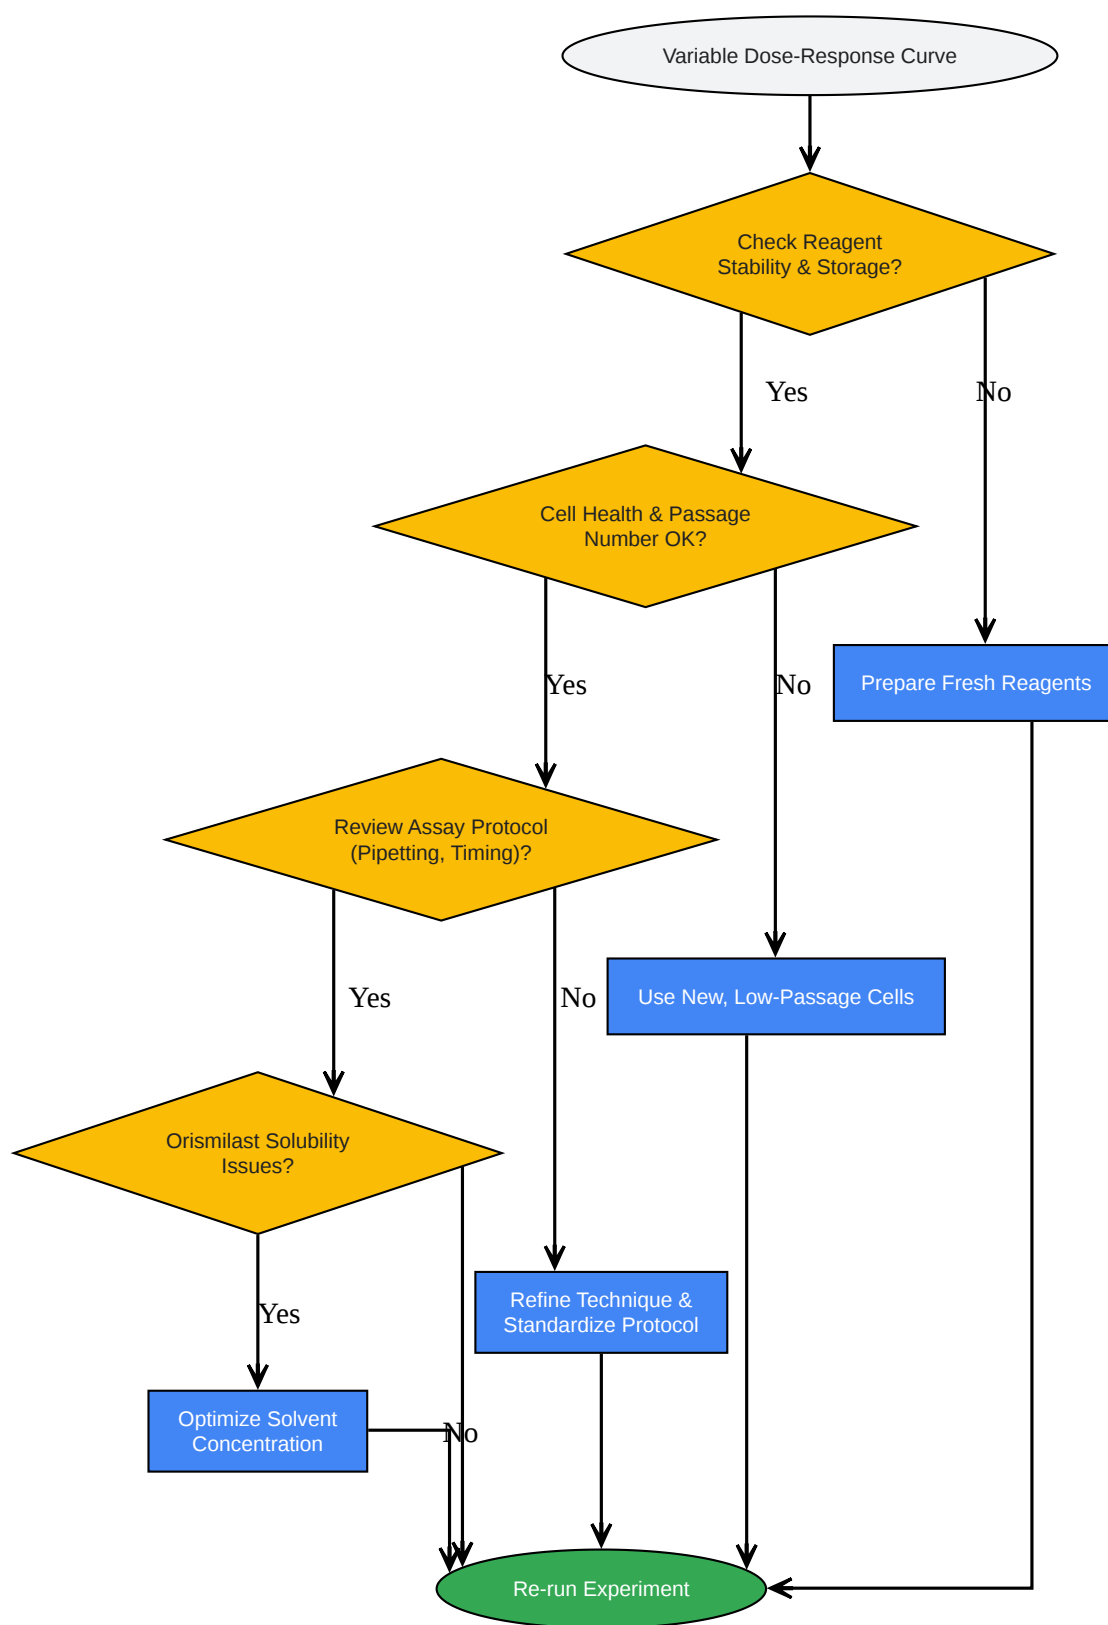 Variable Dose-Response Curve
Check Reagent
Stability & Storage?
Yes
No
Cell Health & Passage
Number OK?
Yes
No
Prepare Fresh Reagents
Review Assay Protocol
(Pipetting, Timing)?
Yes
No
Use New, Low-Passage Cells
Orismilast Solubility
Issues?
Yes
Refine Technique &
Standardize Protocol
Optimize Solvent
Concentration
No
Re-run Experiment